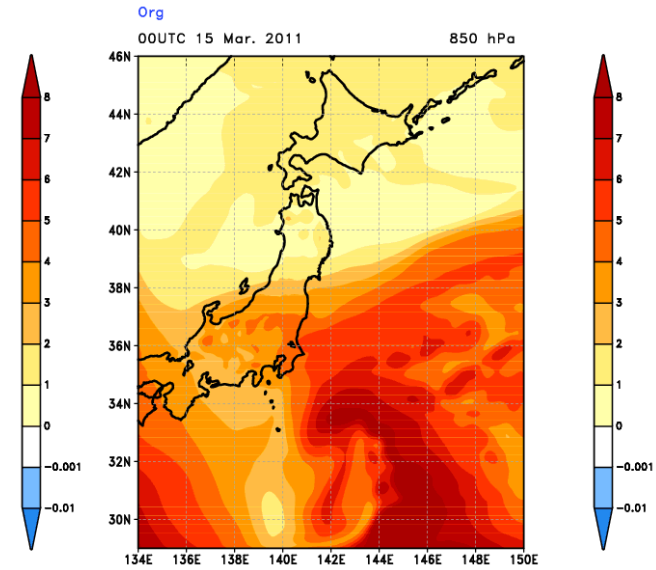 Org
00UTC 15 Mar. 2011 850 hPa
46N
44N
42N
40N
38N
36N
34N
32N
30N
134E 136E 138E 140E 142E 144E 146E 148E 150E
8
7
6
5
4
3
2
1
0
-0.001
-0.01
8
7
6
5
4
3
2
1
0
-0.001
-0.01